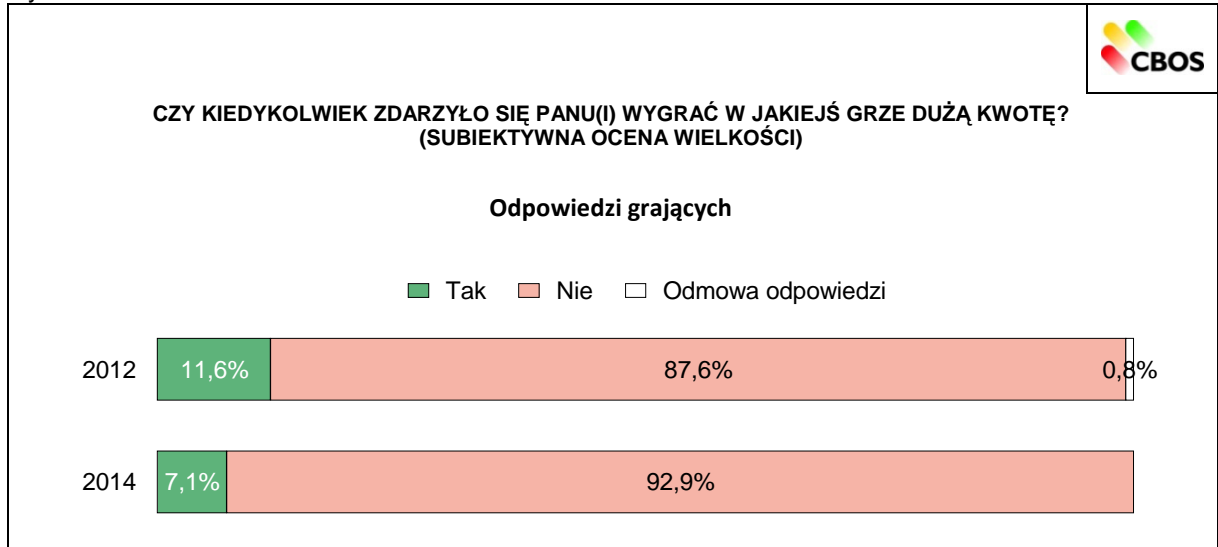 CBOS
CZY KIEDYKOLWIEK ZDARZYŁO SIĘ PANU(I) WYGRAĆ W JAKIEJŚ GRZE DUŻĄ KWOTĘ?
(SUBIEKTYWNA OCENA WIELKOŚCI)
Odpowiedzi grających
Tak Nie Odmowa odpowiedzi
2012 11,6% 87,6% 0,8%
2014 7,1% 92,9%